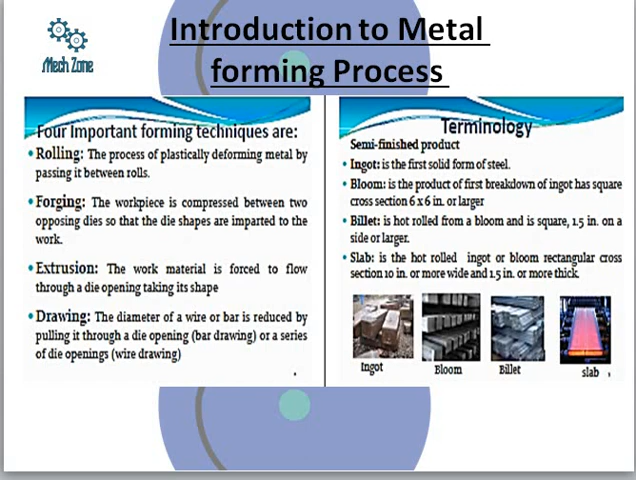 Mech Zone
Introduction to Metal
forming Process
Four Important forming techniques are:
•Rolling: The process of plastically deforming metal by
passing it between rolls.
•Forging: The workpiece is compressed between two
opposing dies so that the die shapes are imparted to the
work.
•Extrusion: The work material is forced to flow
through a die opening taking its shape
•Drawing: The diameter of a wire or bar is reduced by
pulling it through a die opening (bar drawing) or a series
of die openings (wire drawing)
Terminology
Semi-finished product
•Ingot: is the first solid form of steel.
•Bloom: is the product of first breakdown of ingot has square
cross section 6 x 6 in. or larger
•Billet: is hot rolled from a bloom and is square, 1.5 in. on a
side or larger.
•Slab: is the hot rolled ingot or bloom rectangular cross
section 10 in. or more wide and 1.5 in. or more thick.
Ingot
Bloom
Billet
slab